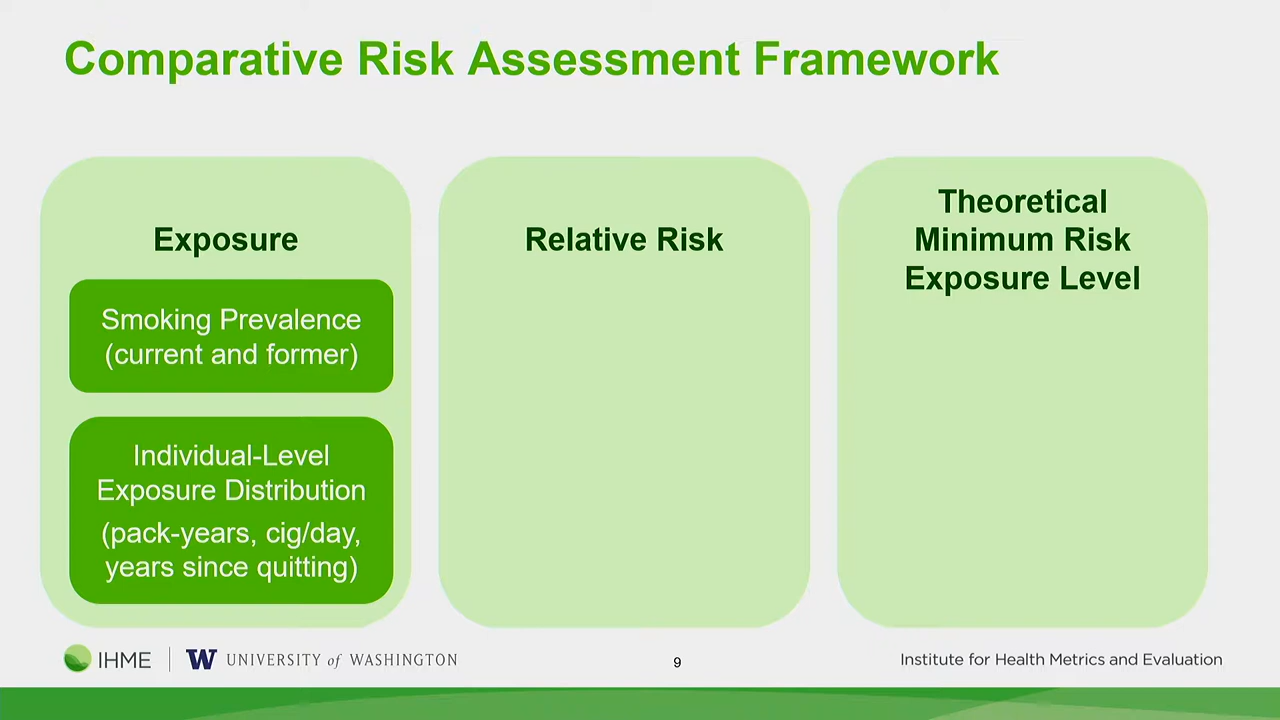 Comparative Risk Assessment Framework
Exposure
Smoking Prevalence
(current and former)
Individual-Level
Exposure Distribution
(pack-years, cig/day,
years since quitting)
Relative Risk
Theoretical
Minimum Risk
Exposure Level
IHME
W UNIVERSITY of WASHINGTON
9
Institute for Health Metrics and Evaluation